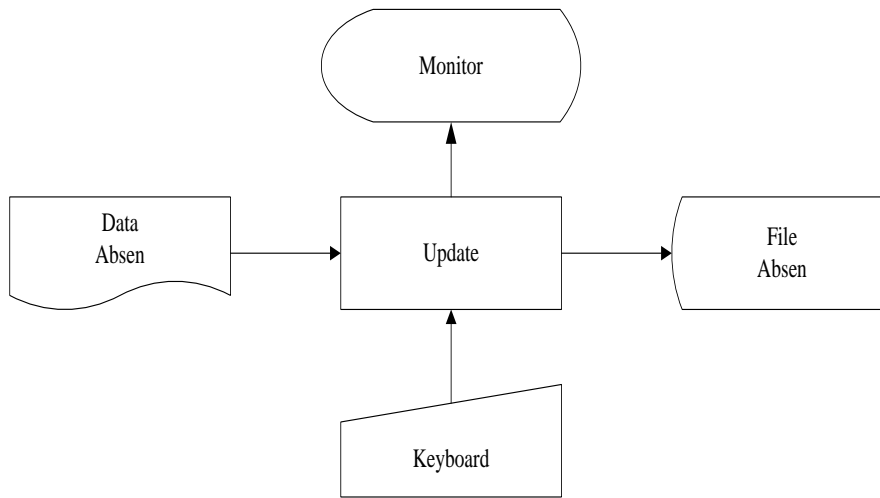 Monitor
Data
Absen
Update
File
Absen
Keyboard